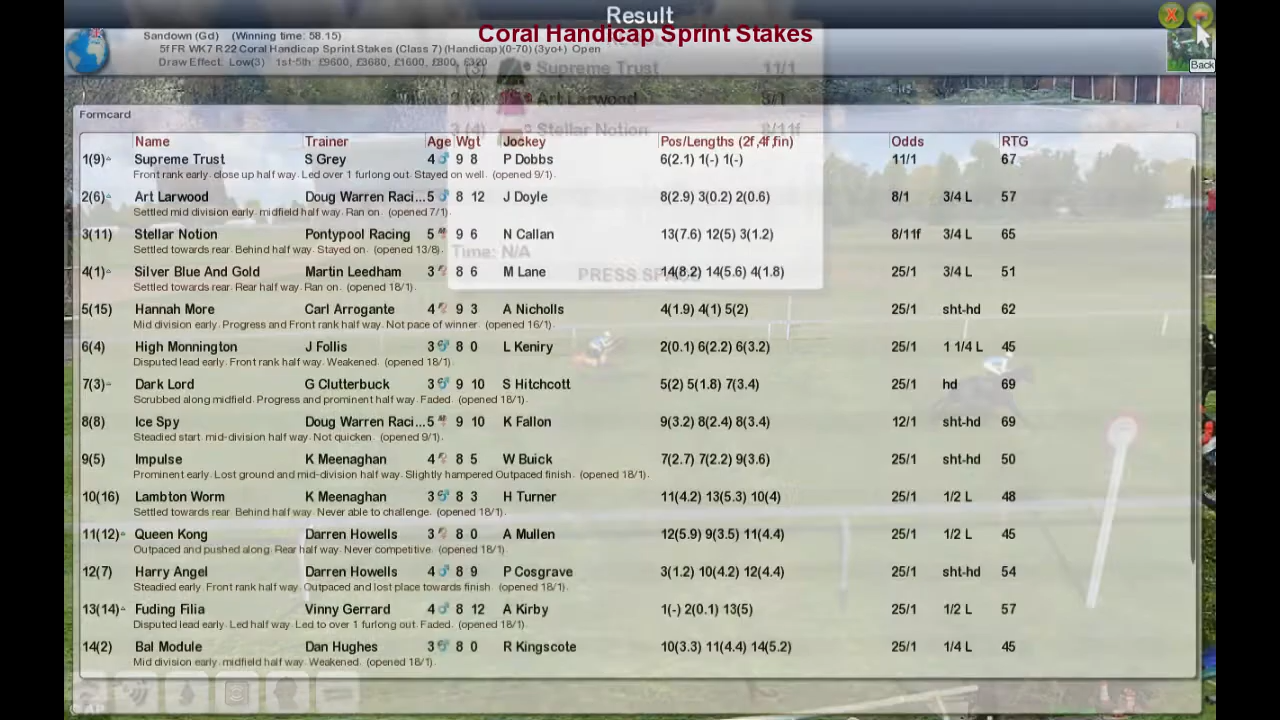 Result
Coral Handicap Sprint Stakes
Sandown (Gd) (Winning time: 58.15)
5f FR WK7 R22 Coral Handicap Sprint Stakes (Class 7) (Handicap)(0-70) (3yo+) Open
Draw Effect. Low(3) 1st-5th: £9600, £3680, £1600, £800, £320
Back
1 (3) Supreme Trust 11/1
Art Larwood 8/1
3 (4) Stellar Notion 8/11f
Time: N/A
Formcard
Name Trainer Age Wgt Jockey Pos/Lengths (2f,4f,fin) Odds RTG
1(9) Supreme Trust S Grey 4 9 8 P Dobbs 6(2.1) 1(-) 1(-) 11/1 67
Front rank early. close up half way. Led over 1 furlong out. Stayed on well. (opened 9/1).
2(6) Art Larwood Doug Warren Raci... 5 8 12 J Doyle 8(2.9) 3(0.2) 2(0.6) 8/1 3/4 L 57
Settled mid division early. midfield half way. Ran on. (opened 7/1).
3(11) Stellar Notion Pontypool Racing 5 9 6 N Callan 13(7.6) 12(5) 3(1.2) 8/11f 3/4 L 65
Settled towards rear. Behind half way. Stayed on. (opened 13/8).
4(1) Silver Blue And Gold Martin Leedham 3 8 6 M Lane 14(8.2) 14(5.6) 4(1.8) 25/1 3/4 L 51
Settled towards rear. Rear half way. Ran on. (opened 18/1).
5(15) Hannah More Carl Arrogante 4 9 3 A Nicholls 4(1.9) 4(1) 5(2) 25/1 sht-hd 62
Mid division early. Progress and Front rank half way. Not pace of winner. (opened 16/1).
6(4) High Monnington J Follis 3 8 0 L Keniry 2(0.1) 6(2.2) 6(3.2) 25/1 1 1/4 L 45
Disputed lead early. Front rank half way. Weakened. (opened 18/1).
7(3) Dark Lord G Clutterbuck 3 9 10 S Hitchcott 5(2) 5(1.8) 7(3.4) 25/1 hd 69
Scrubbed along midfield. Progress and prominent half way. Faded. (opened 18/1).
8(8) Ice Spy Doug Warren Raci... 5 9 10 K Fallon 9(3.2) 8(2.4) 8(3.4) 12/1 sht-hd 69
Steadied start. mid-division half way. Not quicken. (opened 9/1).
9(5) Impulse K Meenaghan 4 8 5 W Buick 7(2.7) 7(2.2) 9(3.6) 25/1 sht-hd 50
Prominent early. Lost ground and mid-division half way. Slightly hampered Outpaced finish. (opened 18/1).
10(16) Lambton Worm K Meenaghan 3 8 3 H Turner 11(4.2) 13(5.3) 10(4) 25/1 1/2 L 48
Settled towards rear. Behind half way. Never able to challenge. (opened 18/1).
11(12) Queen Kong Darren Howells 3 8 0 A Mullen 12(5.9) 9(3.5) 11(4.4) 25/1 1/2 L 45
Outpaced and pushed along. Rear half way. Never competitive. (opened 18/1).
12(7) Harry Angel Darren Howells 4 8 9 P Cosgrave 3(1.2) 10(4.2) 12(4.4) 25/1 sht-hd 54
Steadied early. Front rank half way. Outpaced and lost place towards finish. (opened 18/1).
13(14) Fuding Filia Vinny Gerrard 4 8 12 A Kirby 1(-) 2(0.1) 13(5) 25/1 1/2 L 57
Disputed lead early. Led half way. Led to over 1 furlong out. Faded. (opened 18/1).
14(2) Bal Module Dan Hughes 3 8 0 R Kingscote 10(3.3) 11(4.4) 14(5.2) 25/1 1/4 L 45
Mid division early. midfield half way. Weakened. (opened 18/1).